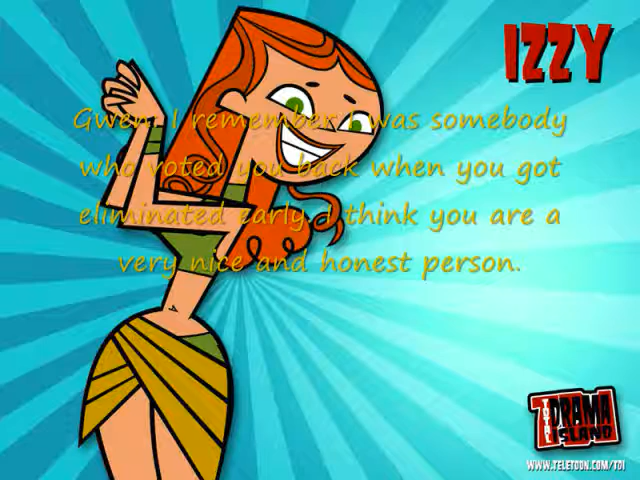 IZZY
Gwen, I remember I was somebody
who voted you back when you got
eliminated early. I think you are a
very nice and honest person.
TOTAL
DRAMA
ISLAND
WWW.TELETOON.COM/TDI